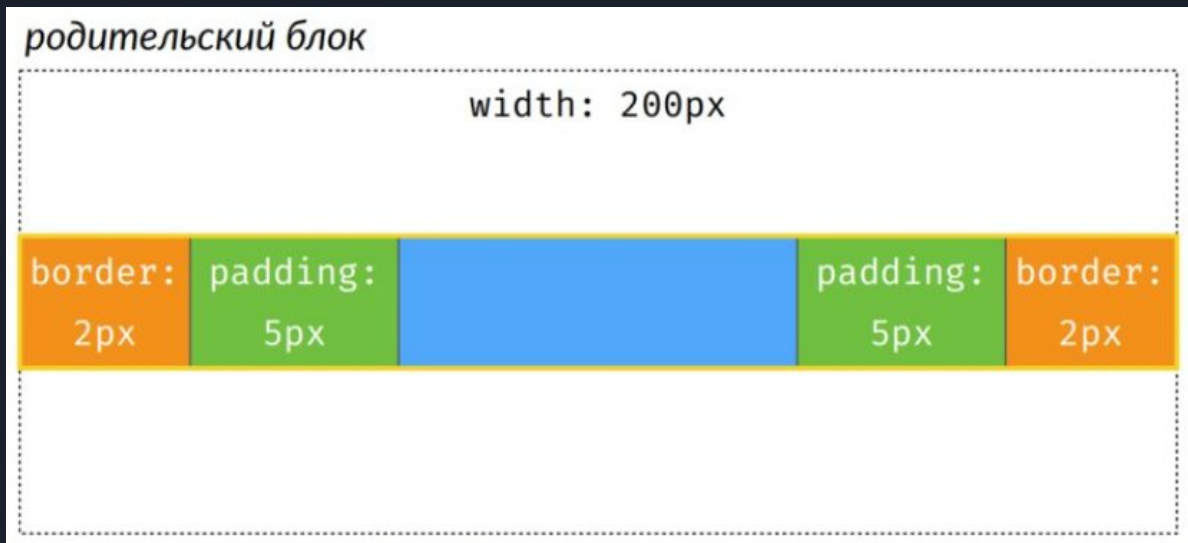 родительский блок
width: 200px
border: padding: padding: border:
2px 5px 5px 2px